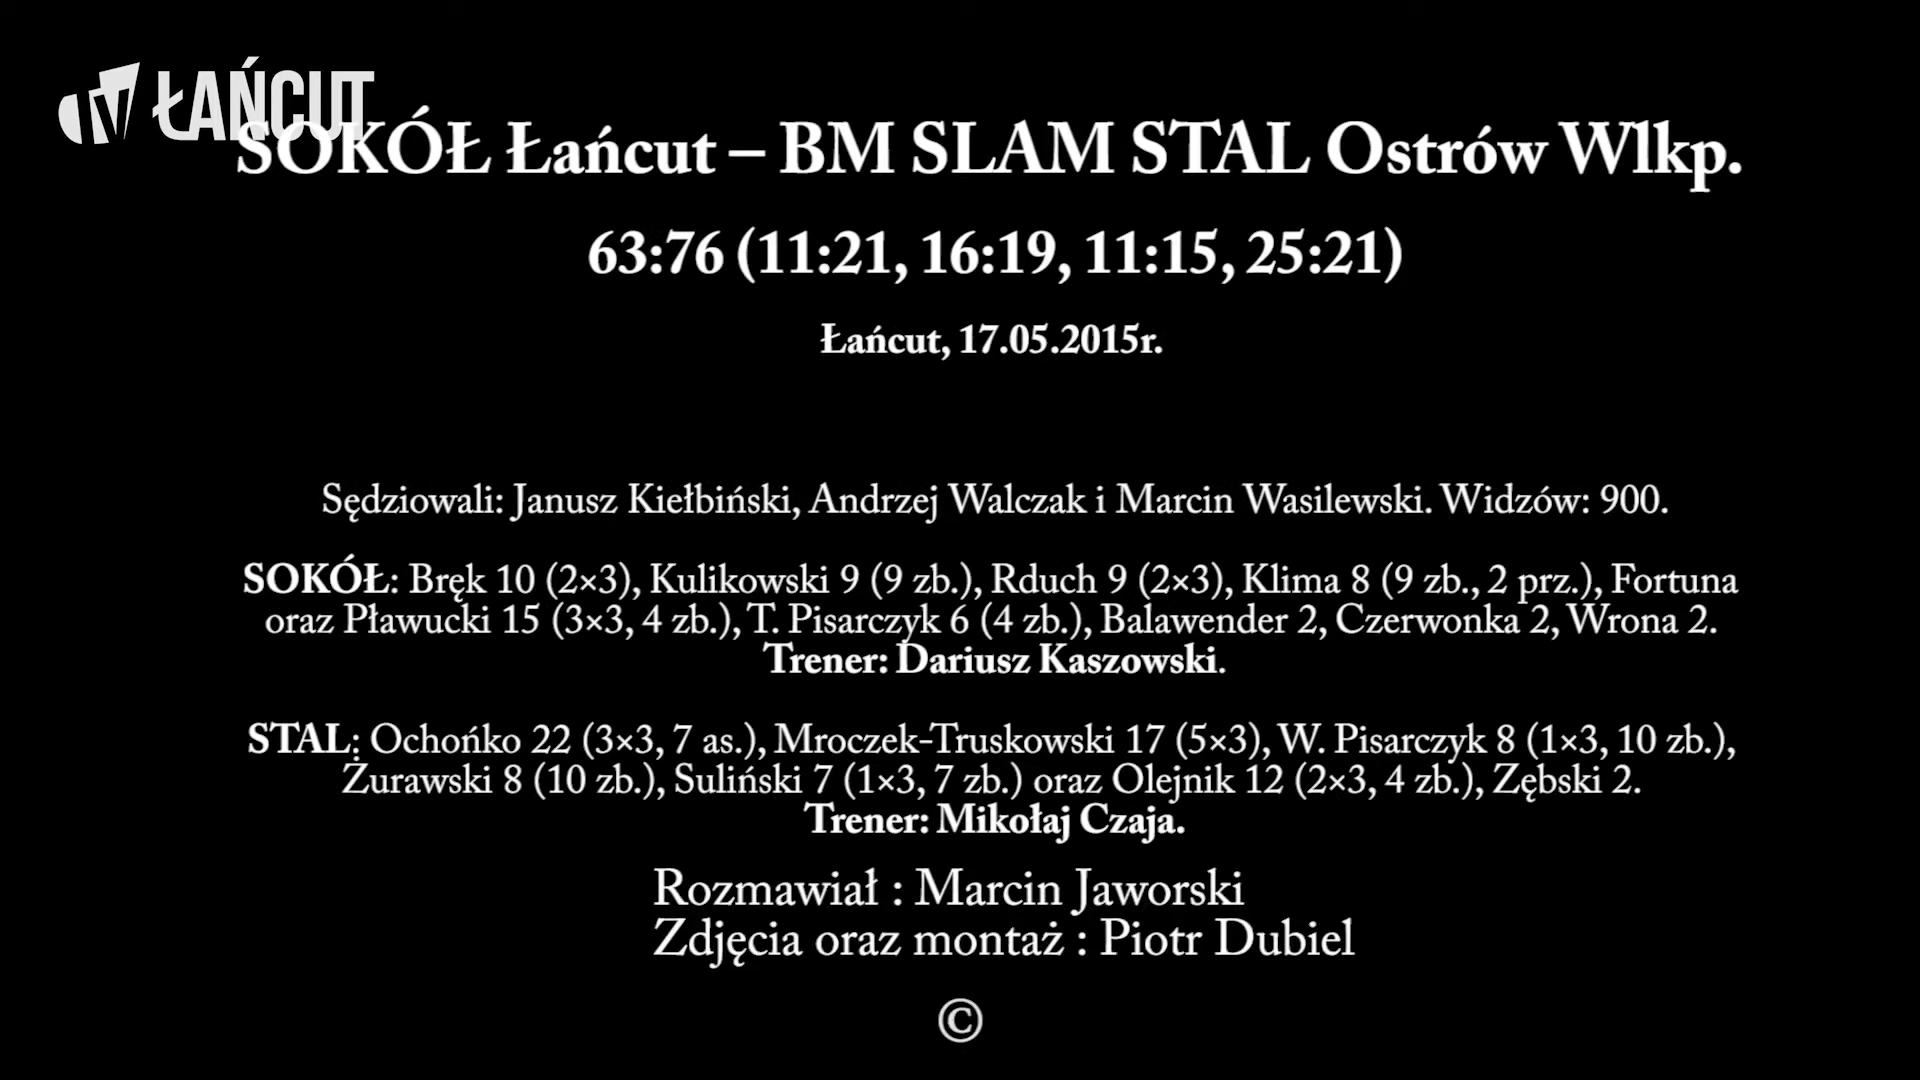 ŁAŃCUT
SOKÓŁ Łańcut – BM SLAM STAL Ostrów Wlkp.
63:76 (11:21, 16:19, 11:15, 25:21)
Łańcut, 17.05.2015r.
Sędziowali: Janusz Kiełbiński, Andrzej Walczak i Marcin Wasilewski. Widzów: 900.
SOKÓŁ: Bręk 10 (2×3), Kulikowski 9 (9 zb.), Rduch 9 (2×3), Klima 8 (9 zb., 2 prz.), Fortuna
oraz Pławucki 15 (3×3, 4 zb.), T. Pisarczyk 6 (4 zb.), Balawender 2, Czerwonka 2, Wrona 2.
Trener: Dariusz Kaszowski.
STAL: Ochońko 22 (3×3, 7 as.), Mroczek-Truskowski 17 (5×3), W. Pisarczyk 8 (1×3, 10 zb.),
Żurawski 8 (10 zb.), Suliński 7 (1×3, 7 zb.) oraz Olejnik 12 (2×3, 4 zb.), Zębski 2.
Trener: Mikołaj Czaja.
Rozmawiał : Marcin Jaworski
Zdjęcia oraz montaż : Piotr Dubiel
©